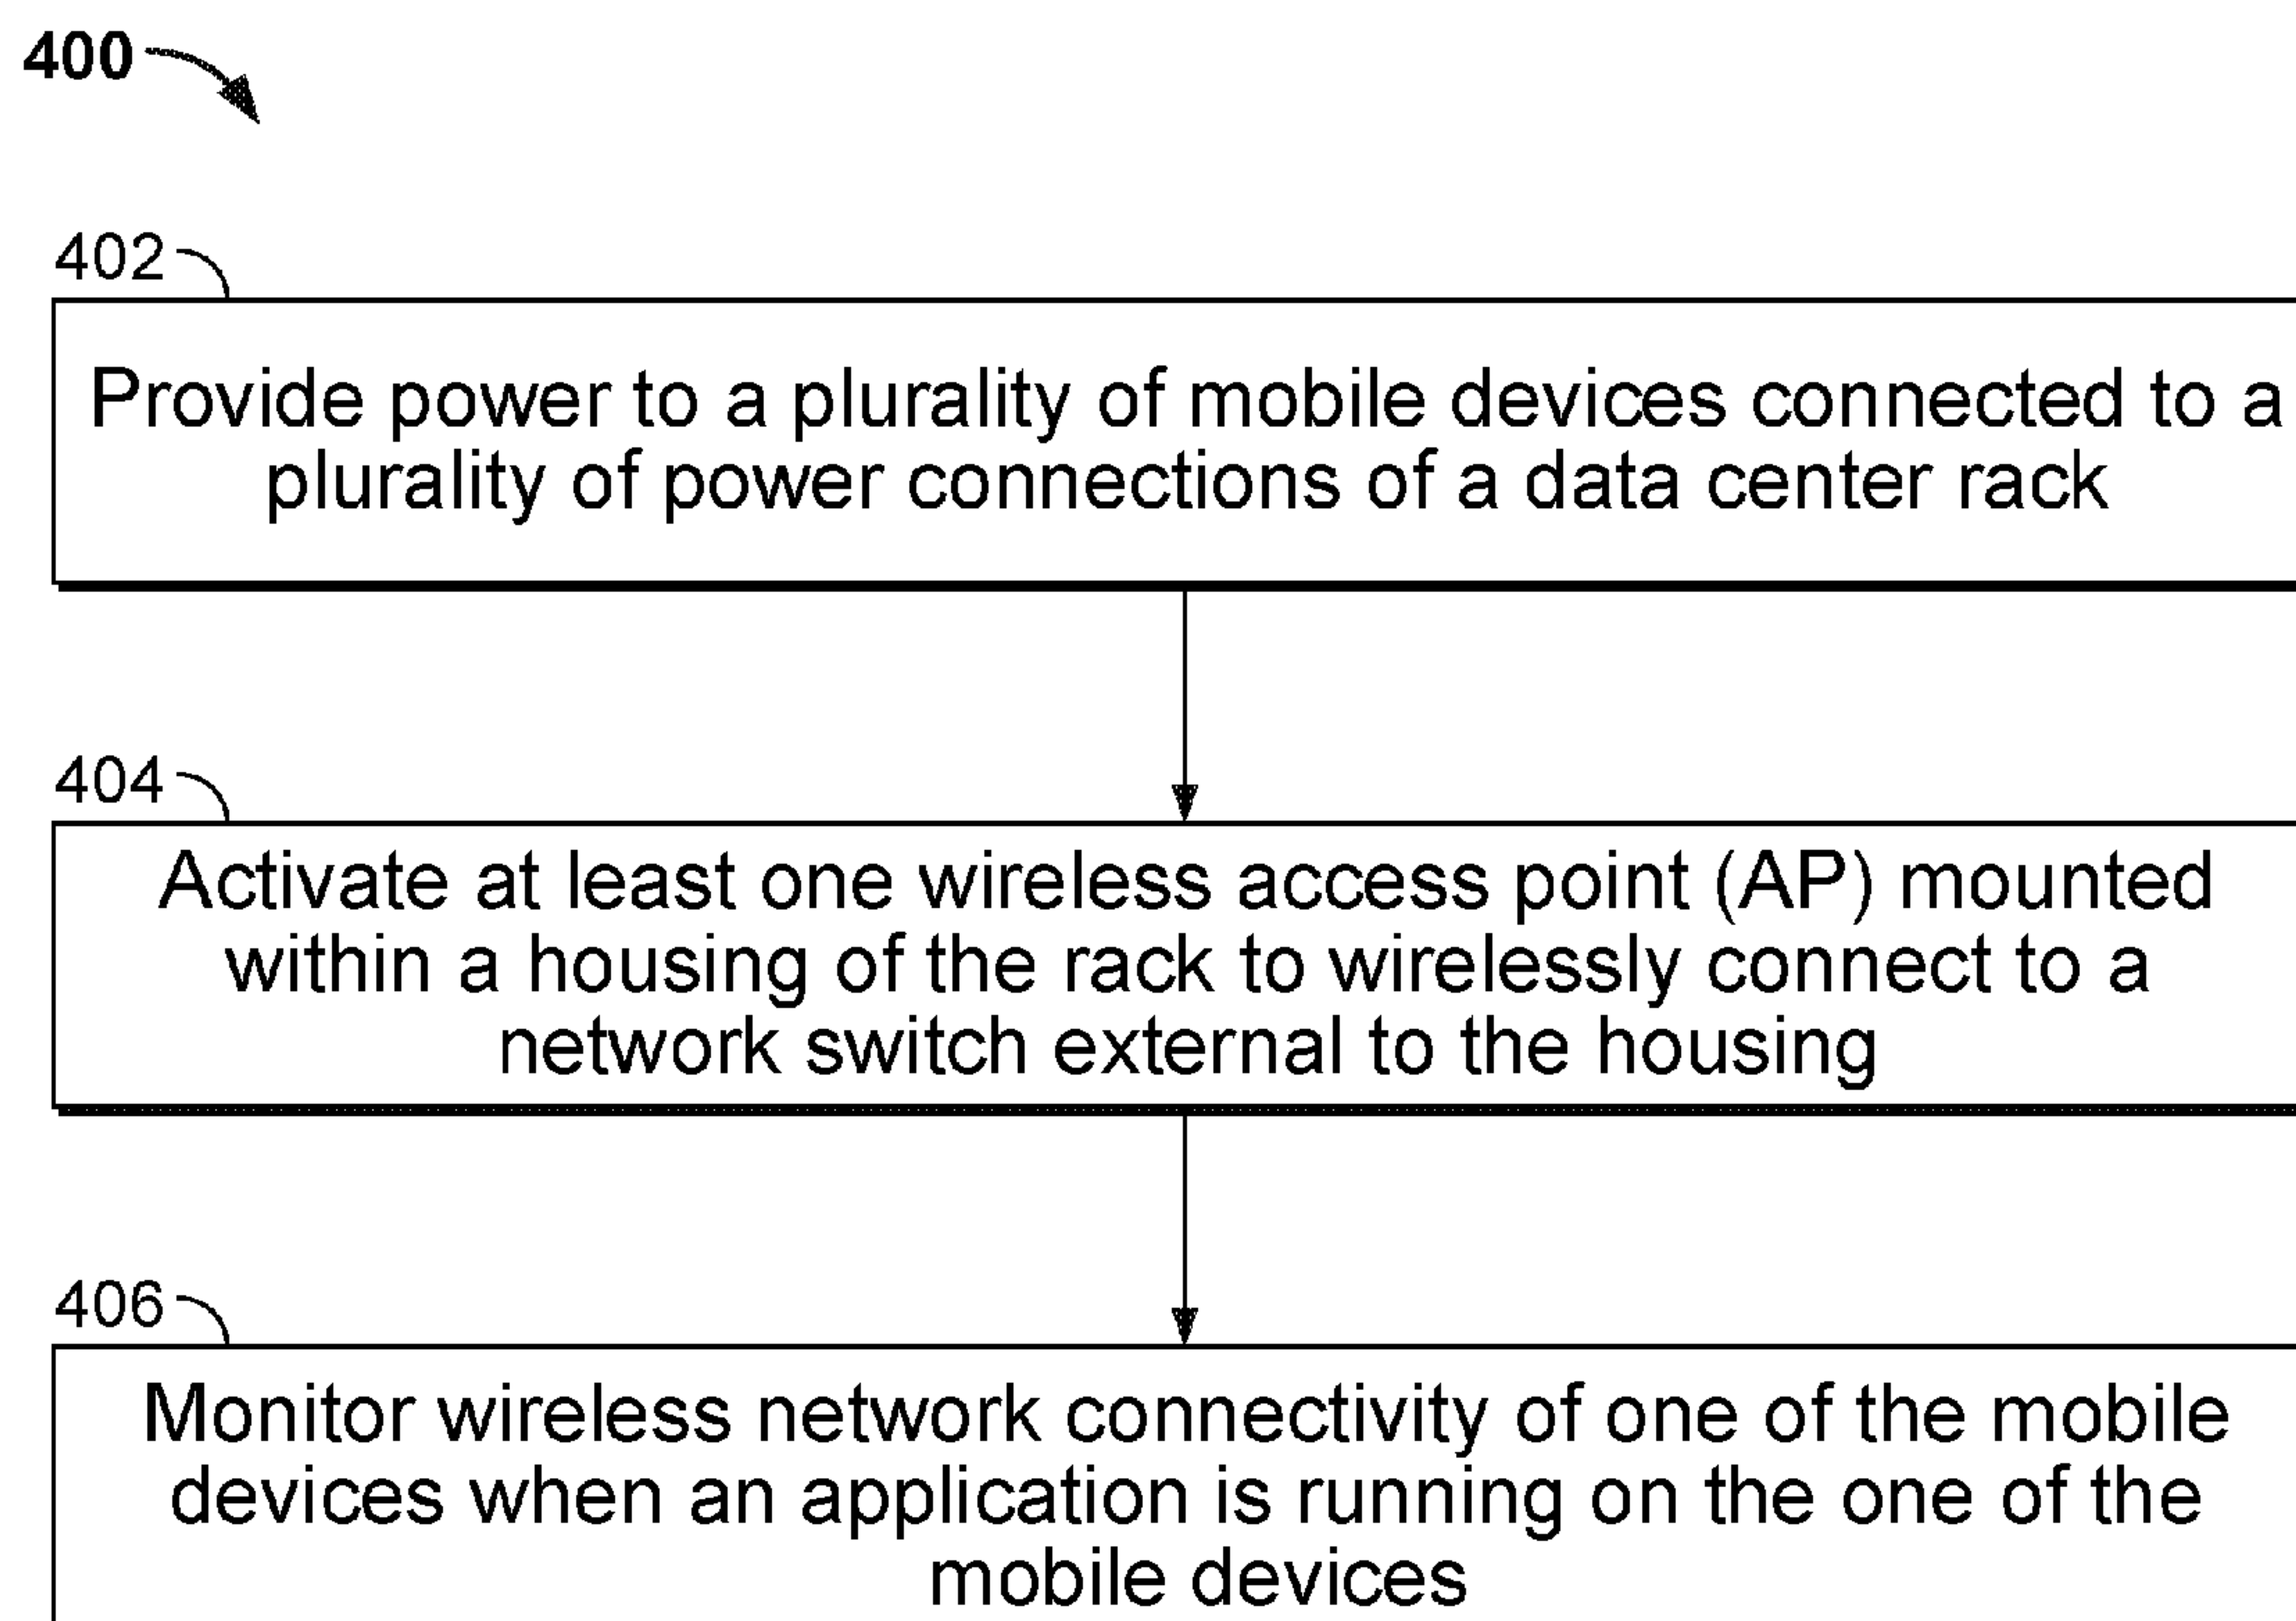 400
402
Provide power to a plurality of mobile devices connected to a
plurality of power connections of a data center rack
404
Activate at least one wireless access point (AP) mounted
within a housing of the rack to wirelessly connect to a
network switch external to the housing
406
Monitor wireless network connectivity of one of the mobile
devices when an application is running on the one of the
mobile devices